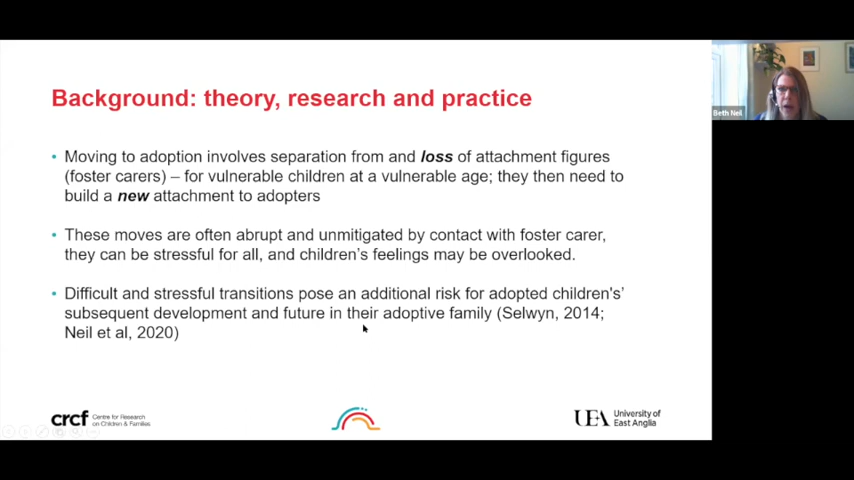 Background: theory, research and practice
• Moving to adoption involves separation from and loss of attachment figures
(foster carers) – for vulnerable children at a vulnerable age; they then need to
build a new attachment to adopters
• These moves are often abrupt and unmitigated by contact with foster carer,
they can be stressful for all, and children's feelings may be overlooked.
• Difficult and stressful transitions pose an additional risk for adopted children's'
subsequent development and future in their adoptive family (Selwyn, 2014;
Neil et al, 2020)
crcf Centre for Research
on Children & Families
UEA University of
East Anglia
Beth Neil